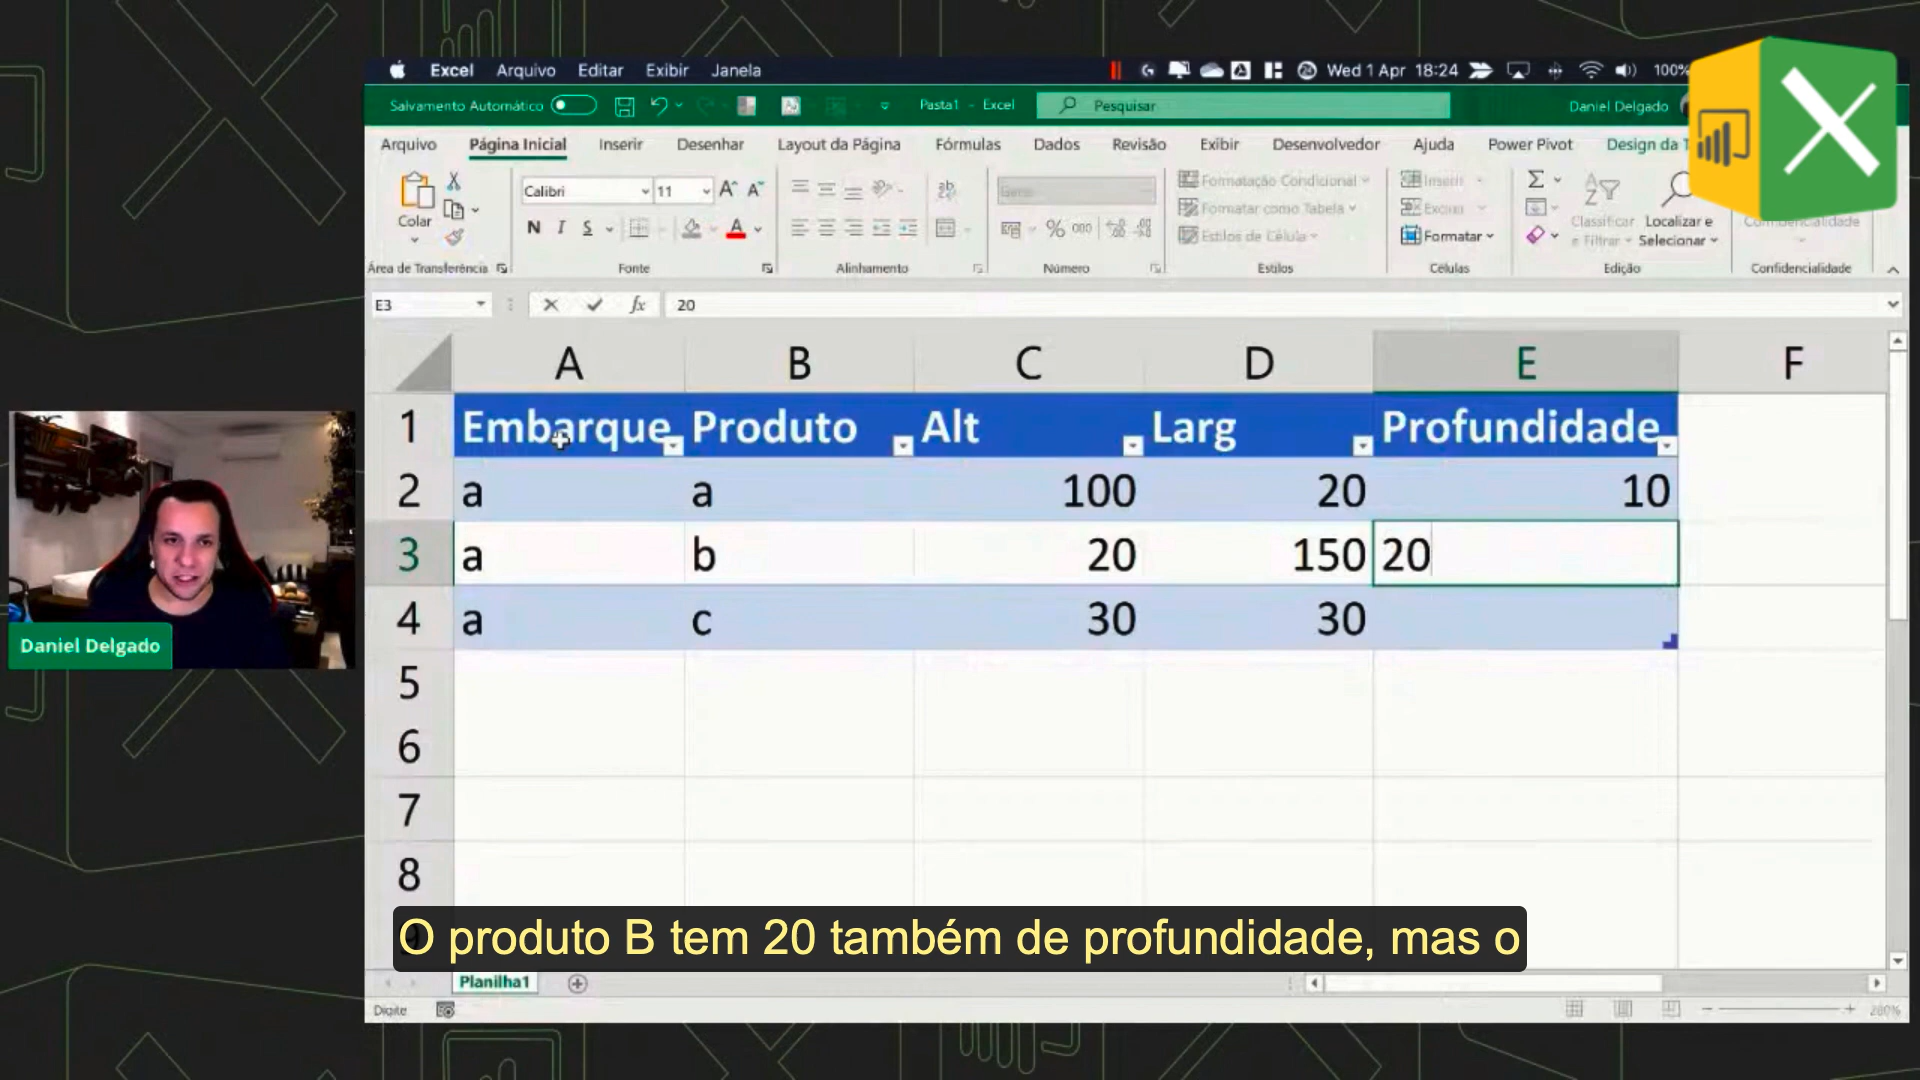 Excel Arquivo Editar Exibir Janela
Wed 1 Apr 18:24 100%
Salvamento Automático Pasta1 - Excel Pesquisar Daniel Delgado
Arquivo Página Inicial Inserir Desenhar Layout da Página Fórmulas Dados Revisão Exibir Desenvolvedor Ajuda Power Pivot Design da T
Colar
Calibri 11
N I S
ab
% 000
Formatação Condicional
Formatar como Tabela
Estilos de Célula
Inserir
Excluir
Formatar
Classificar e Filtrar
Localizar e Selecionar
Confidencialidade
Área de Transferência Fonte Alinhamento Número Estilos Células Edição Confidencialidade
E3 fx 20
A B C D E F
1 Embarque Produto Alt Larg Profundidade
2 a a 100 20 10
3 a b 20 150 20
4 a c 30 30
5
6
7
8
Daniel Delgado
O produto B tem 20 também de profundidade, mas o
Planilha1
Digite
280%